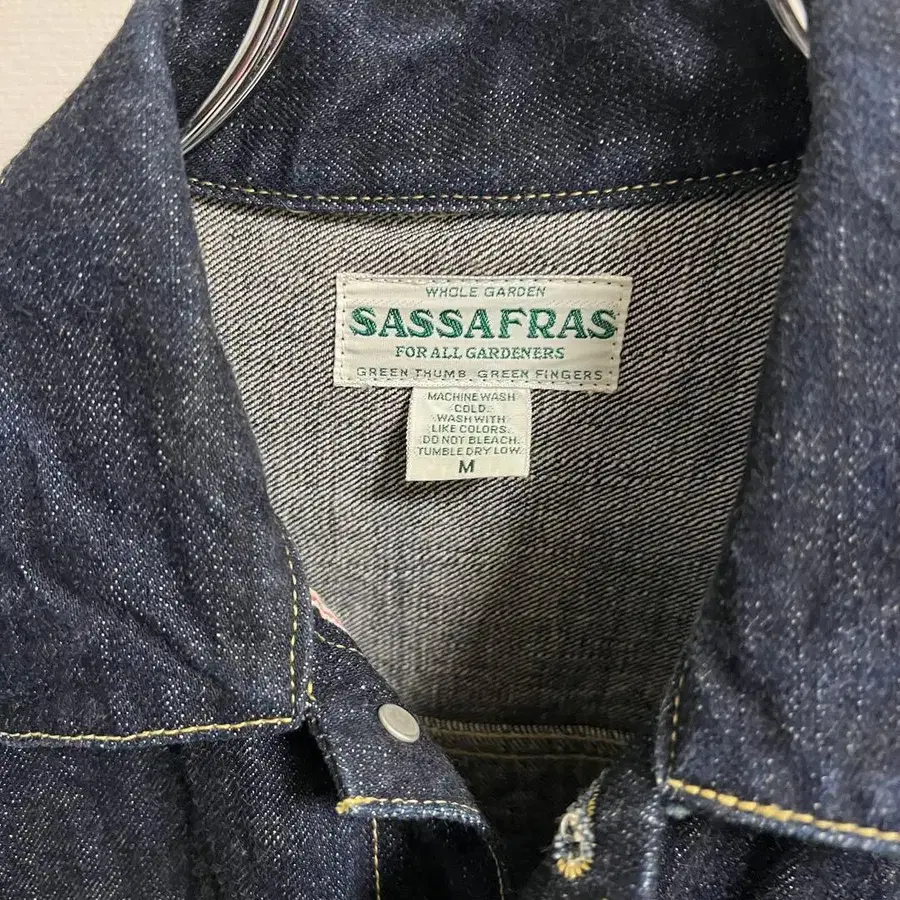 WHOLE GARDEN
SASSAFRAS
FOR ALL GARDENERS
GREEN THUMB. GREEN FINGERS
MACHINE WASH
COLD.
WASH WITH
LIKE COLORS.
DO NOT BLEACH.
TUMBLE DRY LOW.
M